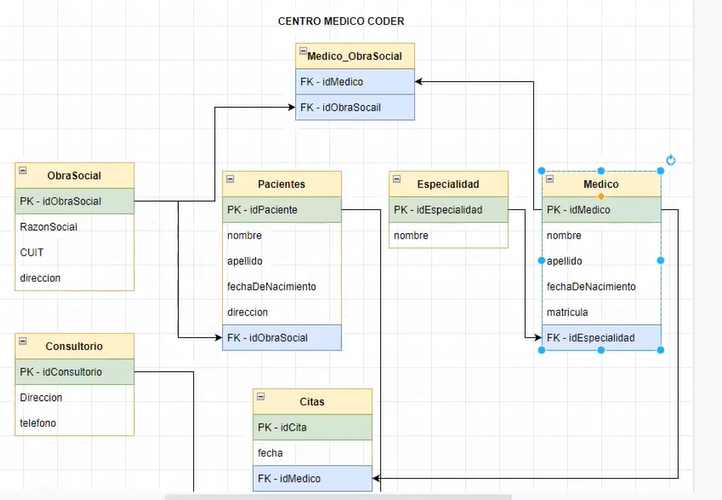 CENTRO MEDICO CODER
Medico_ObraSocial
FK - idMedico
FK - idObraSocail
ObraSocial
PK - idObraSocial
RazonSocial
CUIT
direccion
Pacientes
PK - idPaciente
nombre
apellido
fechaDeNacimiento
direccion
FK - idObraSocial
Especialidad
PK - idEspecialidad
nombre
Medico
PK - idMedico
nombre
apellido
fechaDeNacimiento
matricula
FK - idEspecialidad
Consultorio
PK - idConsultorio
Direccion
telefono
Citas
PK - idCita
fecha
FK - idMedico